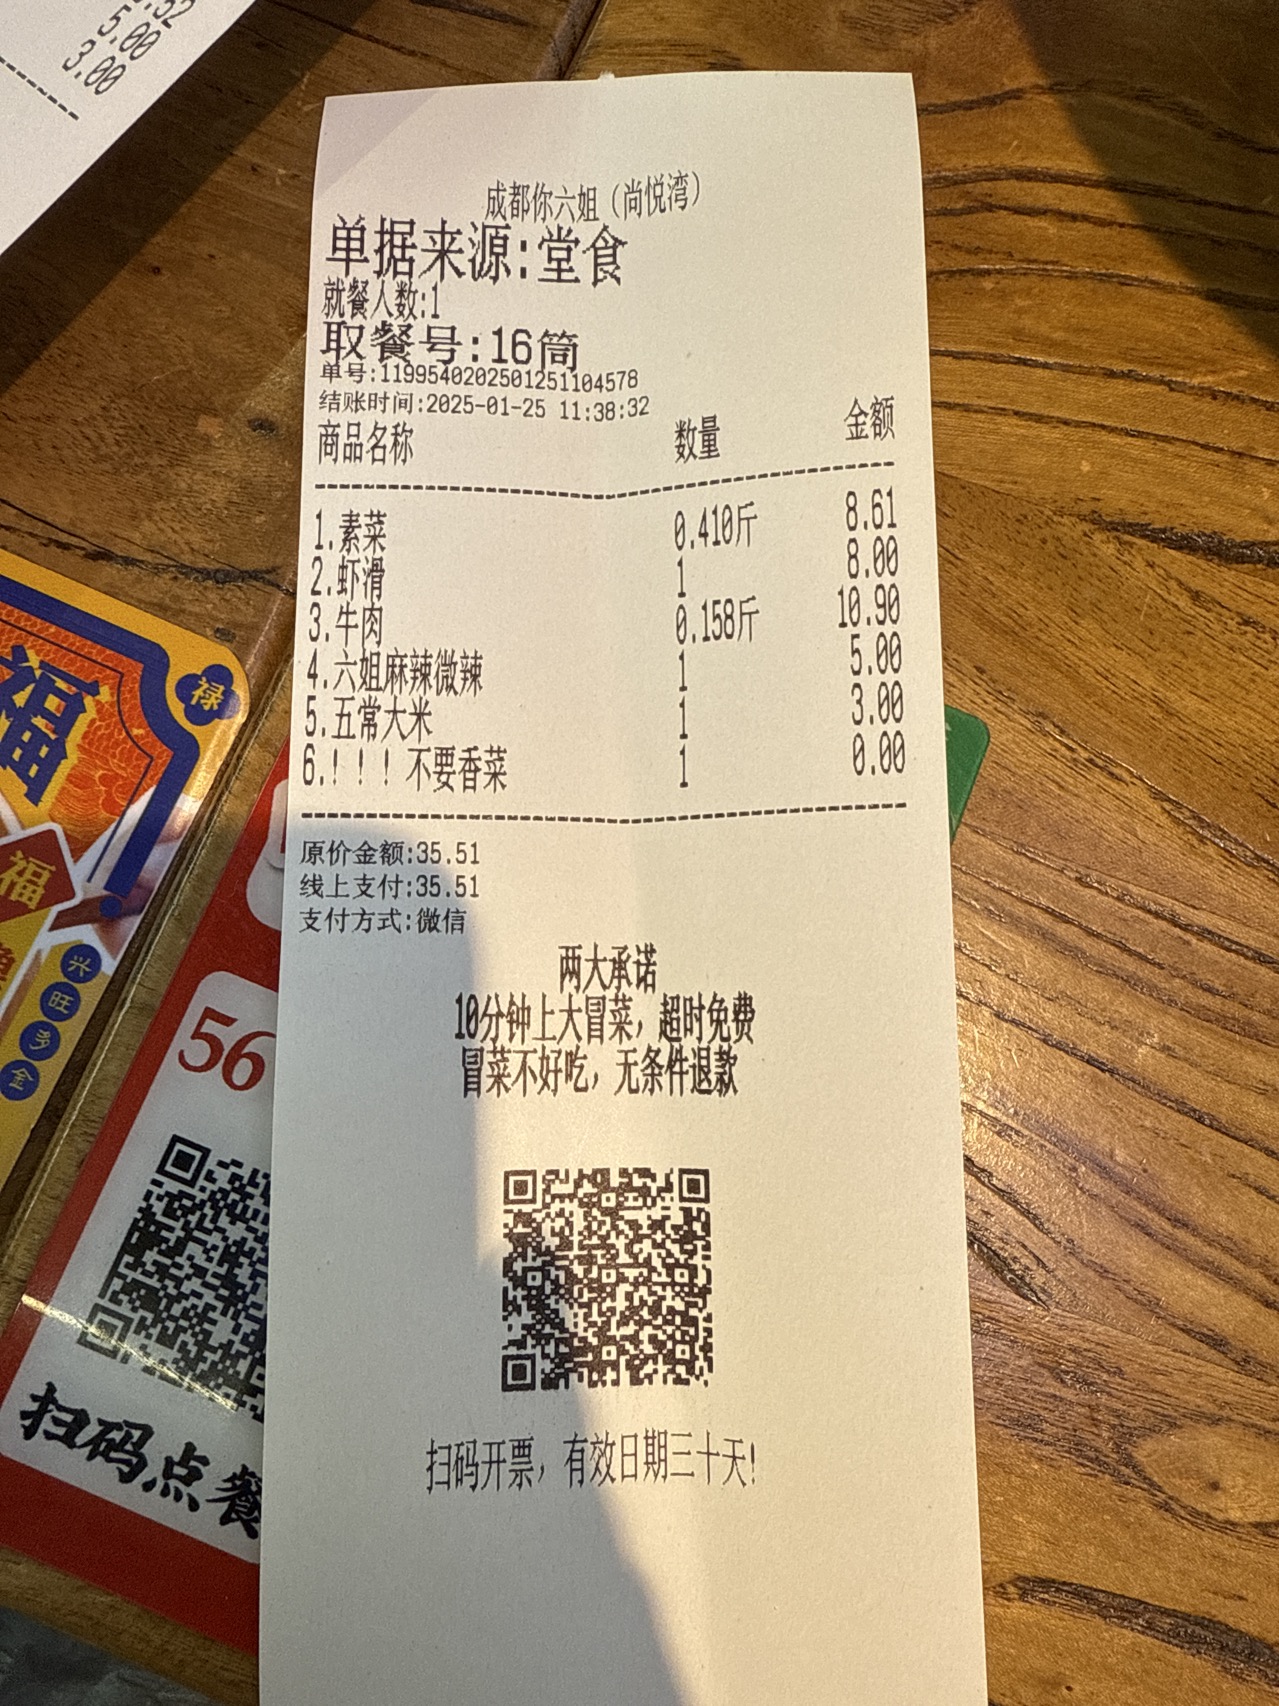 5.00
3.00
成都你六姐（尚悦湾）
单据来源:堂食
就餐人数:1
取餐号:16筒
单号:1199540202501251104578
结账时间:2025-01-25 11:38:32
商品名称 数量 金额
1.素菜 0.410斤 8.61
2.虾滑 1 8.00
3.牛肉 0.158斤 10.90
4.六姐麻辣微辣 1 5.00
5.五常大米 1 3.00
6.！！！不要香菜 1 0.00
原价金额:35.51
线上支付:35.51
支付方式:微信
两大承诺
10分钟上大冒菜，超时免费
冒菜不好吃，无条件退款
扫码开票，有效日期三十天!
禄
福
福
兴
旺
多
金
56
扫码点餐